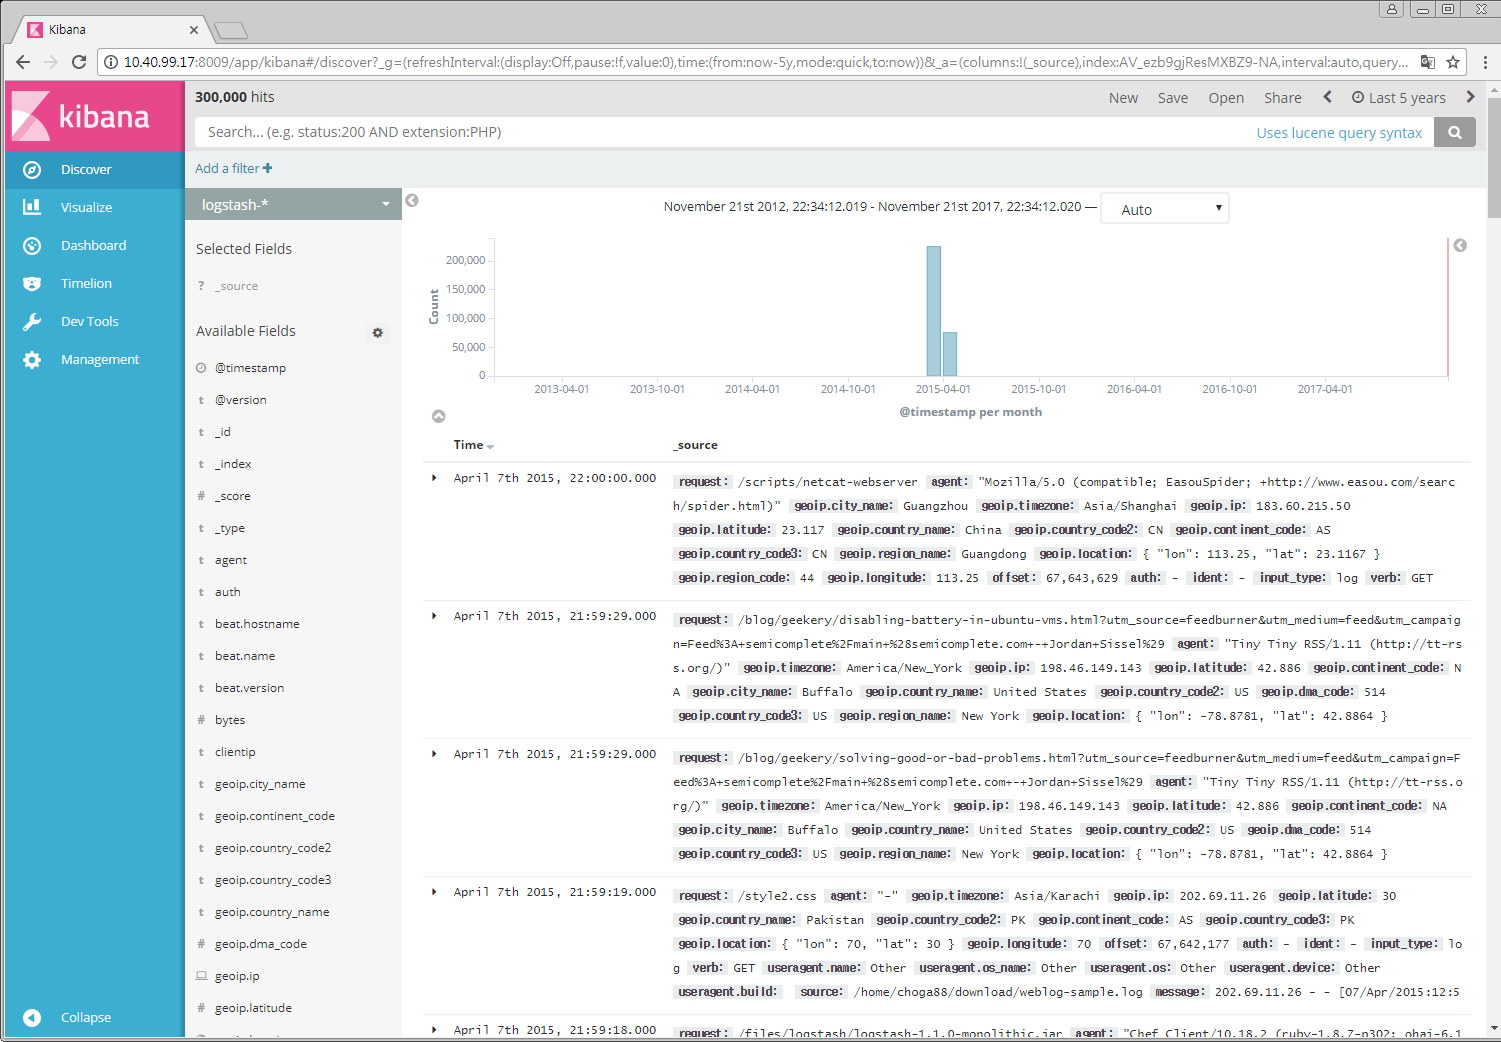 Kibana
10.40.99.17:8009/app/kibana#/discover?_g=(refreshInterval:(display:Off,pause:!f,value:0),time:(from:now-5y,mode:quick,to:now))&_a=(columns:!(_source),index:AV_ezb9gjResMXBZ9-NA,interval:auto,query...
kibana
300,000 hits
New Save Open Share Last 5 years
Search... (e.g. status:200 AND extension:PHP)
Uses lucene query syntax
Add a filter +
Discover
Visualize
Dashboard
Timelion
Dev Tools
Management
Collapse
logstash-*
Selected Fields
? _source
Available Fields
@timestamp
t @version
t _id
t _index
# _score
t _type
t agent
t auth
t beat.hostname
t beat.name
t beat.version
# bytes
t clientip
t geoip.city_name
t geoip.continent_code
t geoip.country_code2
t geoip.country_code3
t geoip.country_name
# geoip.dma_code
geoip.ip
# geoip.latitude
November 21st 2012, 22:34:12.019 - November 21st 2017, 22:34:12.020 — Auto
Count
200,000
150,000
100,000
50,000
0
2013-04-01 2013-10-01 2014-04-01 2014-10-01 2015-04-01 2015-10-01 2016-04-01 2016-10-01 2017-04-01
@timestamp per month
Time _source
April 7th 2015, 22:00:00.000
request: /scripts/netcat-webserver agent: "Mozilla/5.0 (compatible; EasouSpider; +http://www.easou.com/searc
h/spider.html)" geoip.city_name: Guangzhou geoip.timezone: Asia/Shanghai geoip.ip: 183.60.215.50
geoip.latitude: 23.117 geoip.country_name: China geoip.country_code2: CN geoip.continent_code: AS
geoip.country_code3: CN geoip.region_name: Guangdong geoip.location: { "lon": 113.25, "lat": 23.1167 }
geoip.region_code: 44 geoip.longitude: 113.25 offset: 67,643,629 auth: - ident: - input_type: log verb: GET
April 7th 2015, 21:59:29.000
request: /blog/geekery/disabling-battery-in-ubuntu-vms.html?utm_source=feedburner&utm_medium=feed&utm_campaig
n=Feed%3A+semicomplete%2Fmain+%28semicomplete.com+-+Jordan+Sissel%29 agent: "Tiny Tiny RSS/1.11 (http://tt-rs
s.org/)" geoip.timezone: America/New_York geoip.ip: 198.46.149.143 geoip.latitude: 42.886 geoip.continent_code: N
A geoip.city_name: Buffalo geoip.country_name: United States geoip.country_code2: US geoip.dma_code: 514
geoip.country_code3: US geoip.region_name: New York geoip.location: { "lon": -78.8781, "lat": 42.8864 }
April 7th 2015, 21:59:29.000
request: /blog/geekery/solving-good-or-bad-problems.html?utm_source=feedburner&utm_medium=feed&utm_campaign=F
eed%3A+semicomplete%2Fmain+%28semicomplete.com+-+Jordan+Sissel%29 agent: "Tiny Tiny RSS/1.11 (http://tt-rss.o
rg/)" geoip.timezone: America/New_York geoip.ip: 198.46.149.143 geoip.latitude: 42.886 geoip.continent_code: NA
geoip.city_name: Buffalo geoip.country_name: United States geoip.country_code2: US geoip.dma_code: 514
geoip.country_code3: US geoip.region_name: New York geoip.location: { "lon": -78.8781, "lat": 42.8864 }
April 7th 2015, 21:59:19.000
request: /style2.css agent: "-" geoip.timezone: Asia/Karachi geoip.ip: 202.69.11.26 geoip.latitude: 30
geoip.country_name: Pakistan geoip.country_code2: PK geoip.continent_code: AS geoip.country_code3: PK
geoip.location: { "lon": 70, "lat": 30 } geoip.longitude: 70 offset: 67,642,177 auth: - ident: - input_type: lo
g verb: GET useragent.name: Other useragent.os_name: Other useragent.os: Other useragent.device: Other
useragent.build: source: /home/choga88/download/weblog-sample.log message: 202.69.11.26 - - [07/Apr/2015:12:5
April 7th 2015, 21:59:18.000
request: /files/logstash/logstash-1.1.0-monolithic.jar agent: "Chef Client/10.18.2 (ruby-1.8.7-p302; ohai-6.1